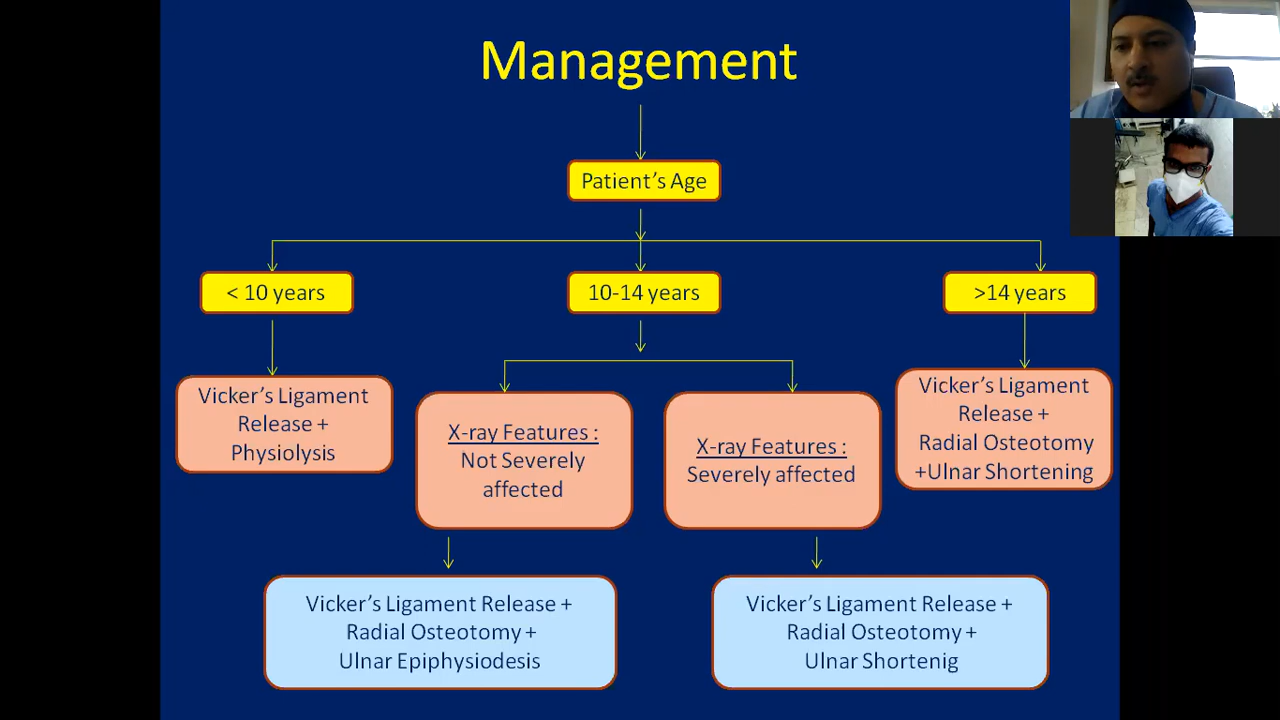 Management
Patient's Age
< 10 years
10-14 years
>14 years
Vicker's Ligament
Release +
Physiolysis
X-ray Features :
Not Severely
affected
X-ray Features :
Severely affected
Vicker's Ligament
Release +
Radial Osteotomy
+Ulnar Shortening
Vicker's Ligament Release +
Radial Osteotomy +
Ulnar Epiphysiodesis
Vicker's Ligament Release +
Radial Osteotomy +
Ulnar Shortenig